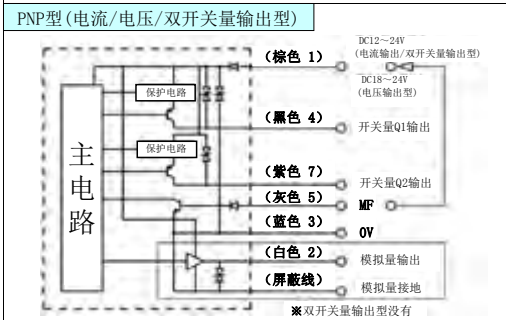 PNP型(电流/电压/双开关量输出型)
DC12～24V
(电流输出/双开关量输出型)
(棕色 1)
DC18～24V
(电压输出型)
保护电路
(黑色 4)
开关量Q1输出
保护电路
主电路
(紫色 7)
开关量Q2输出
(灰色 5)
MF
(蓝色 3)
0V
(白色 2)
模拟量输出
(屏蔽线)
模拟量接地
※双开关量输出型没有